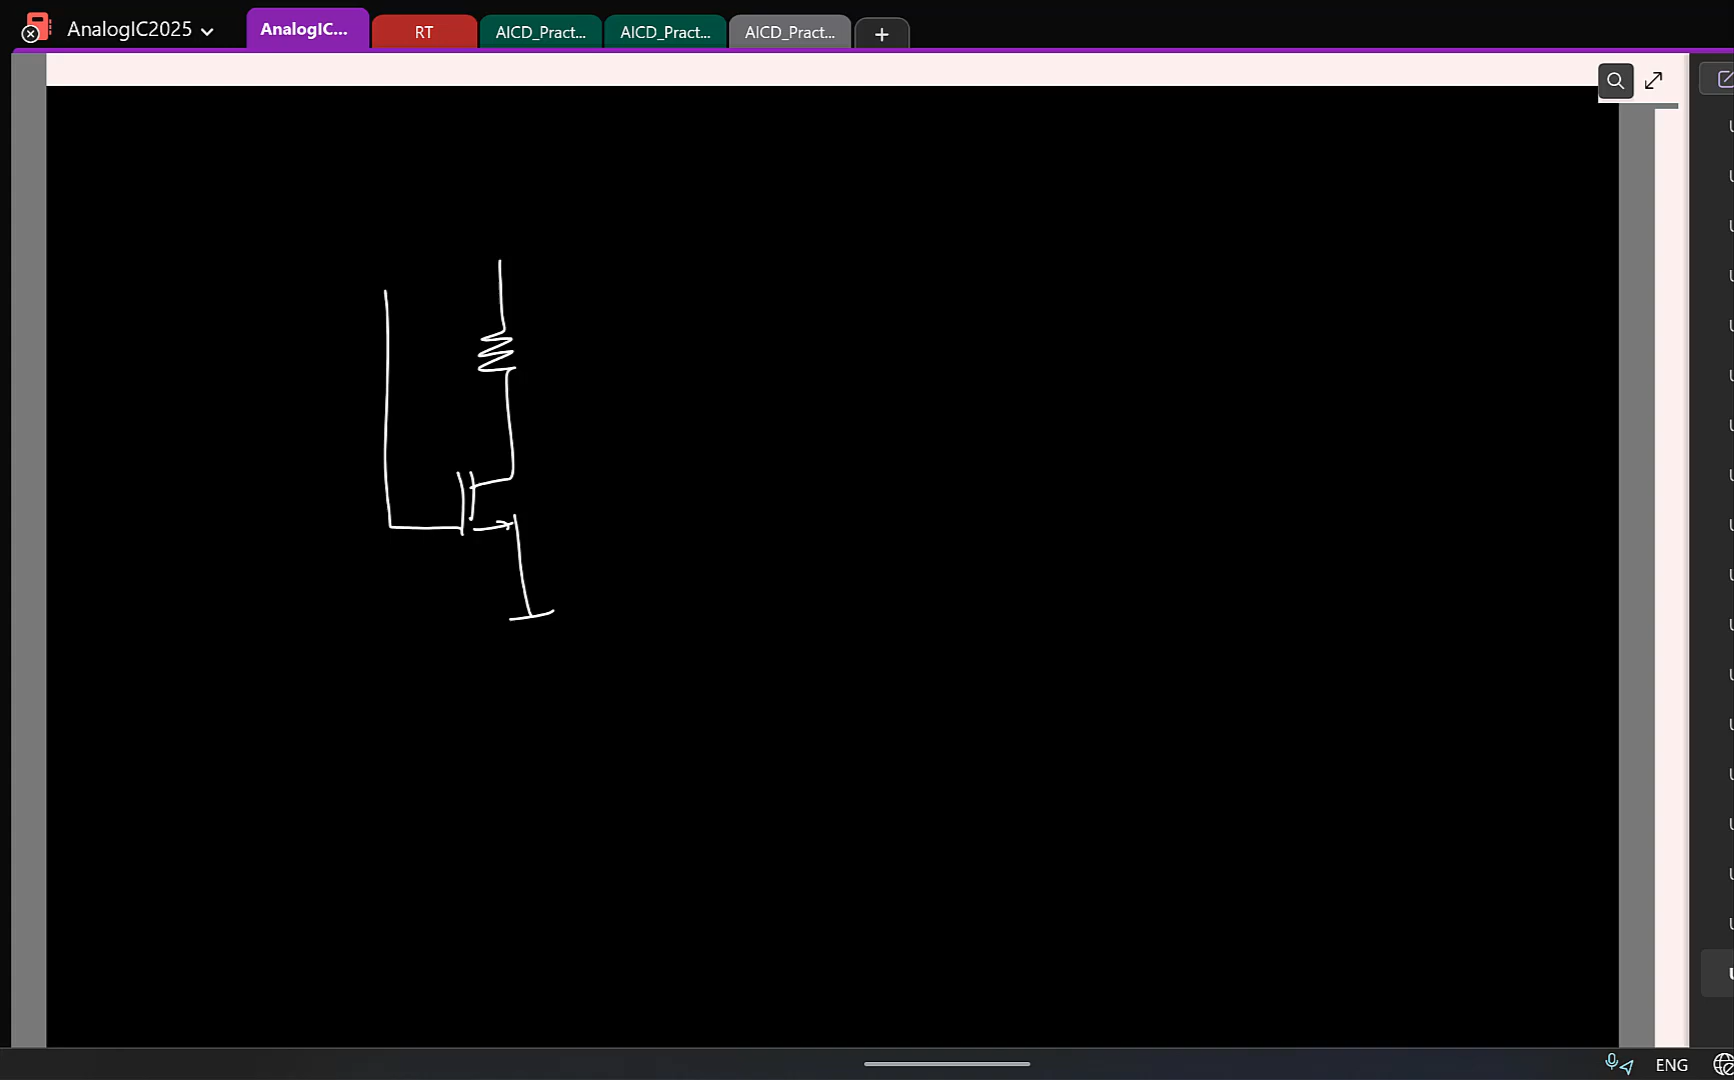 AnalogIC2025
AnalogIC...
RT
AICD_Pract...
AICD_Pract...
AICD_Pract...
ENG